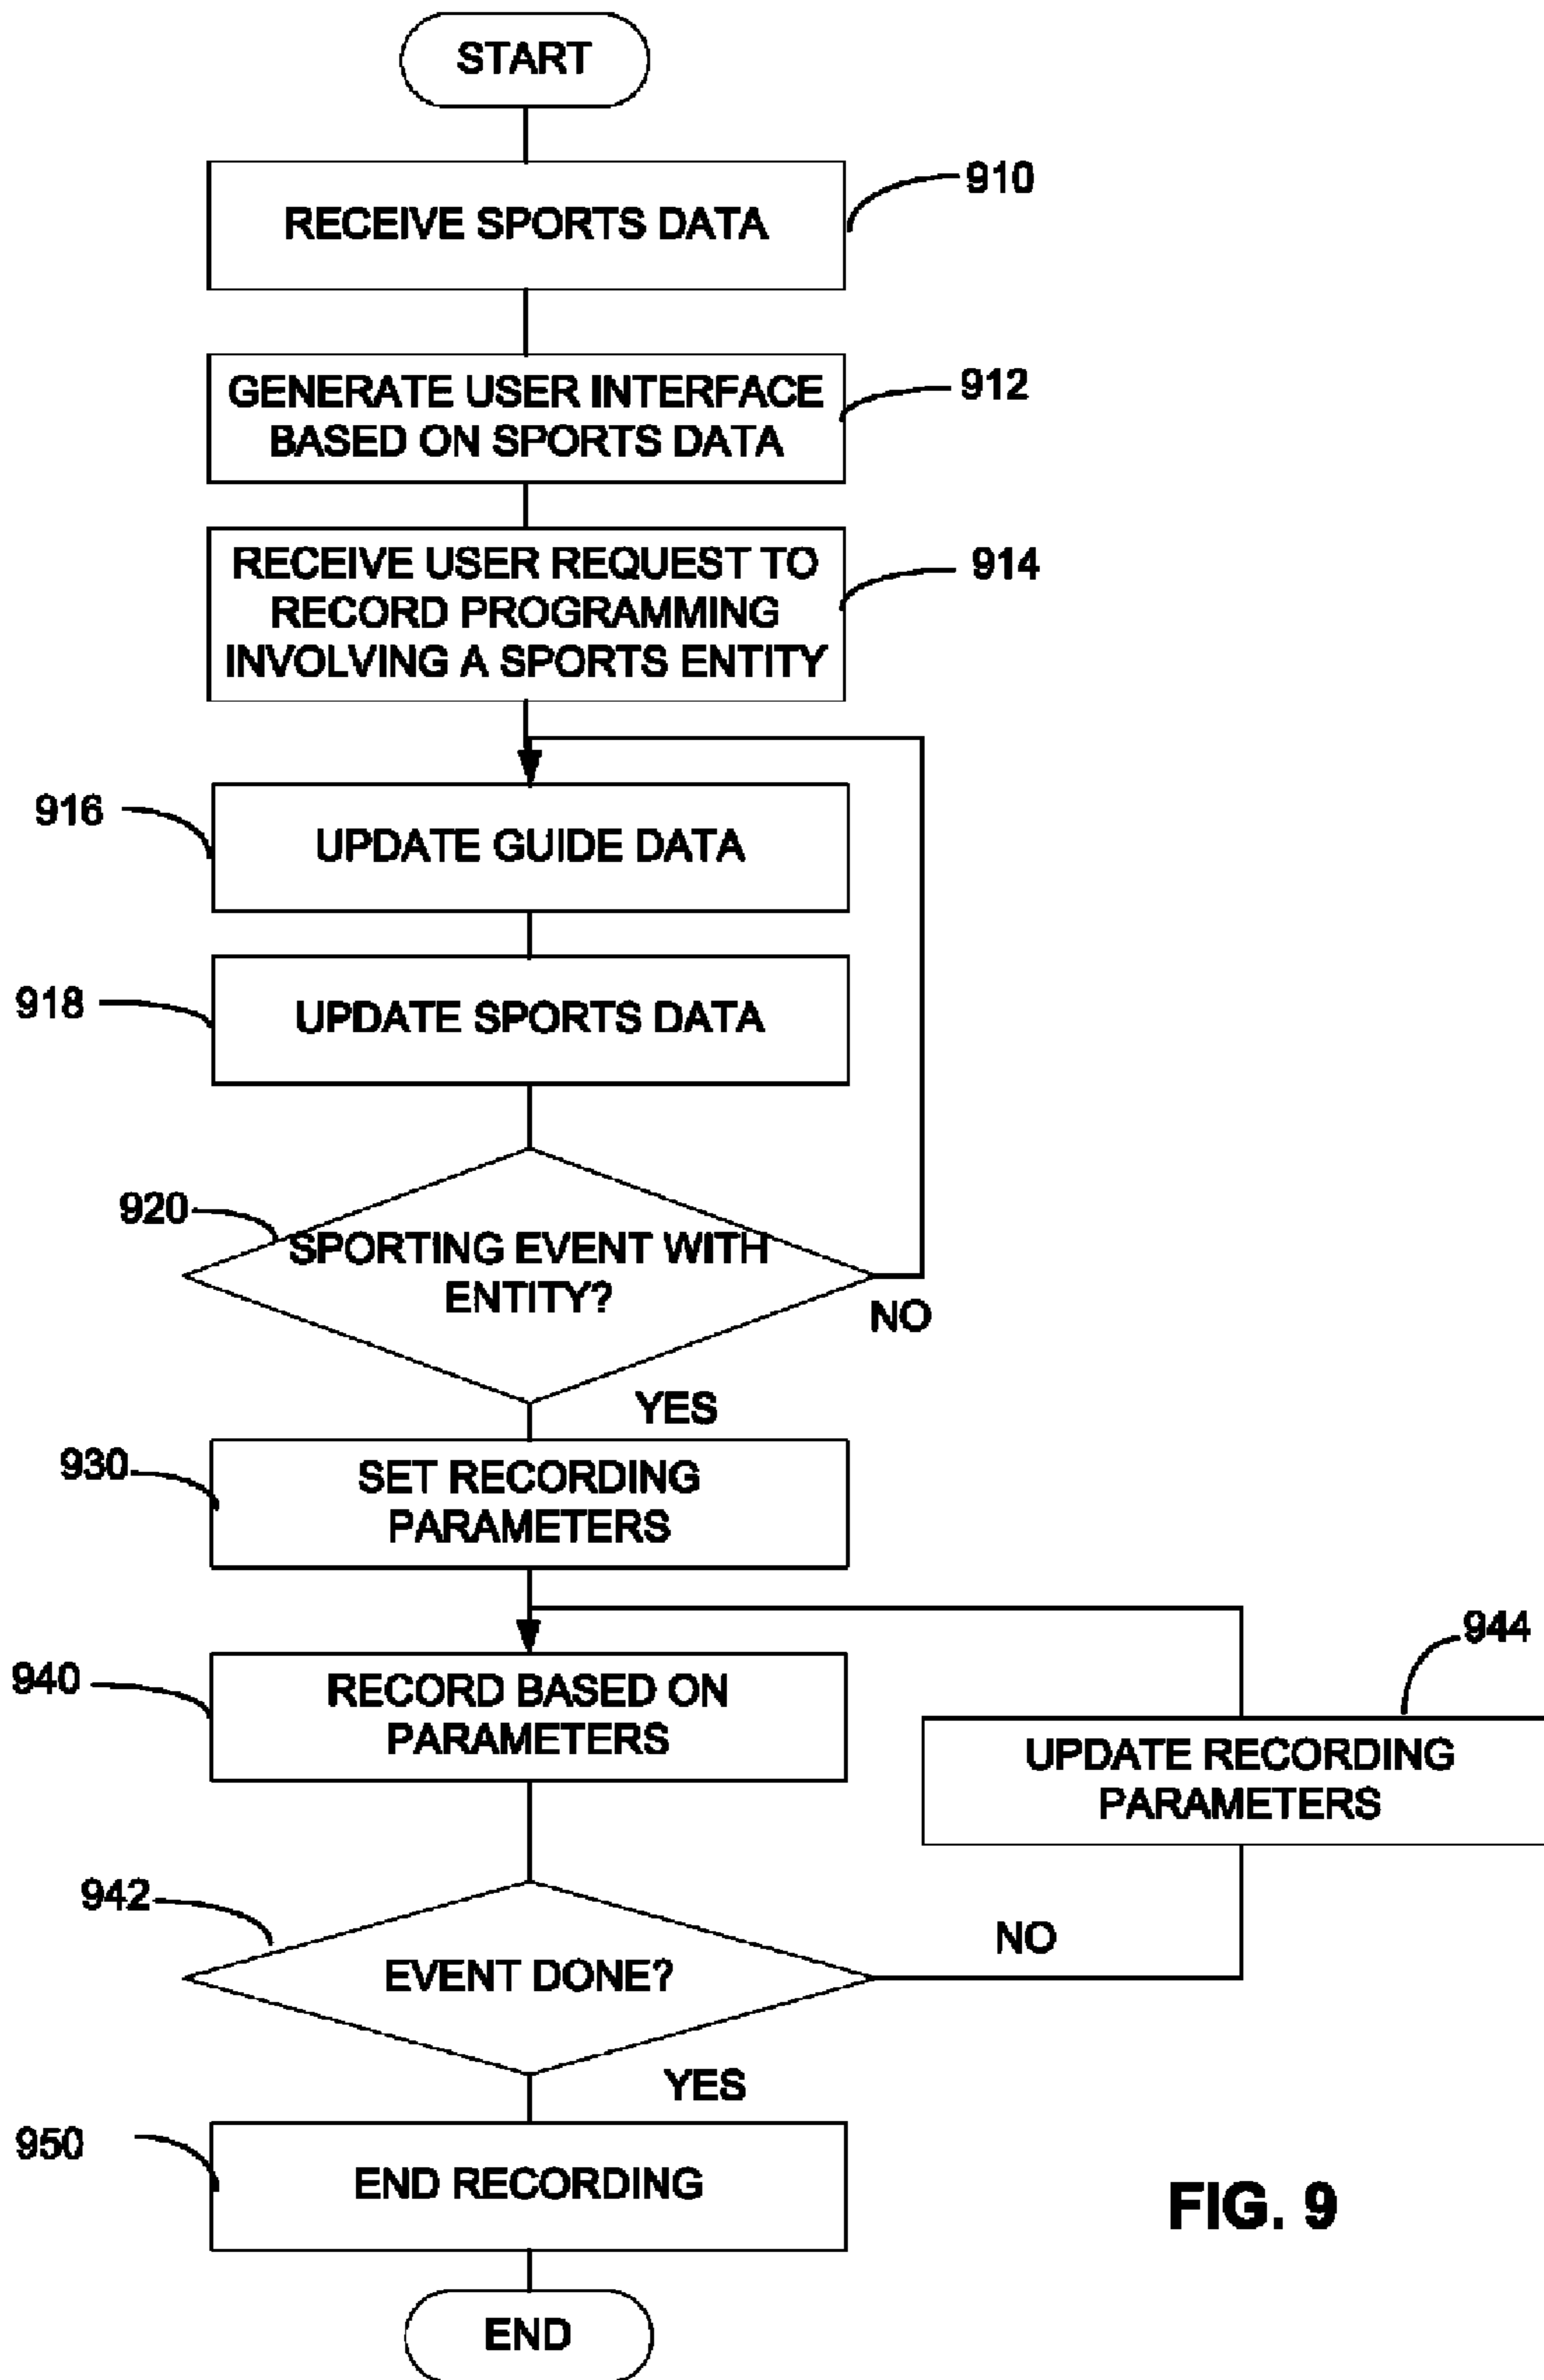 START
RECEIVE SPORTS DATA
910
GENERATE USER INTERFACE
BASED ON SPORTS DATA
912
RECEIVE USER REQUEST TO
RECORD PROGRAMMING
INVOLVING A SPORTS ENTITY
914
916
UPDATE GUIDE DATA
918
UPDATE SPORTS DATA
920
SPORTING EVENT WITH
ENTITY?
NO
YES
930
SET RECORDING
PARAMETERS
940
RECORD BASED ON
PARAMETERS
944
UPDATE RECORDING
PARAMETERS
942
EVENT DONE?
NO
YES
950
END RECORDING
FIG. 9
END